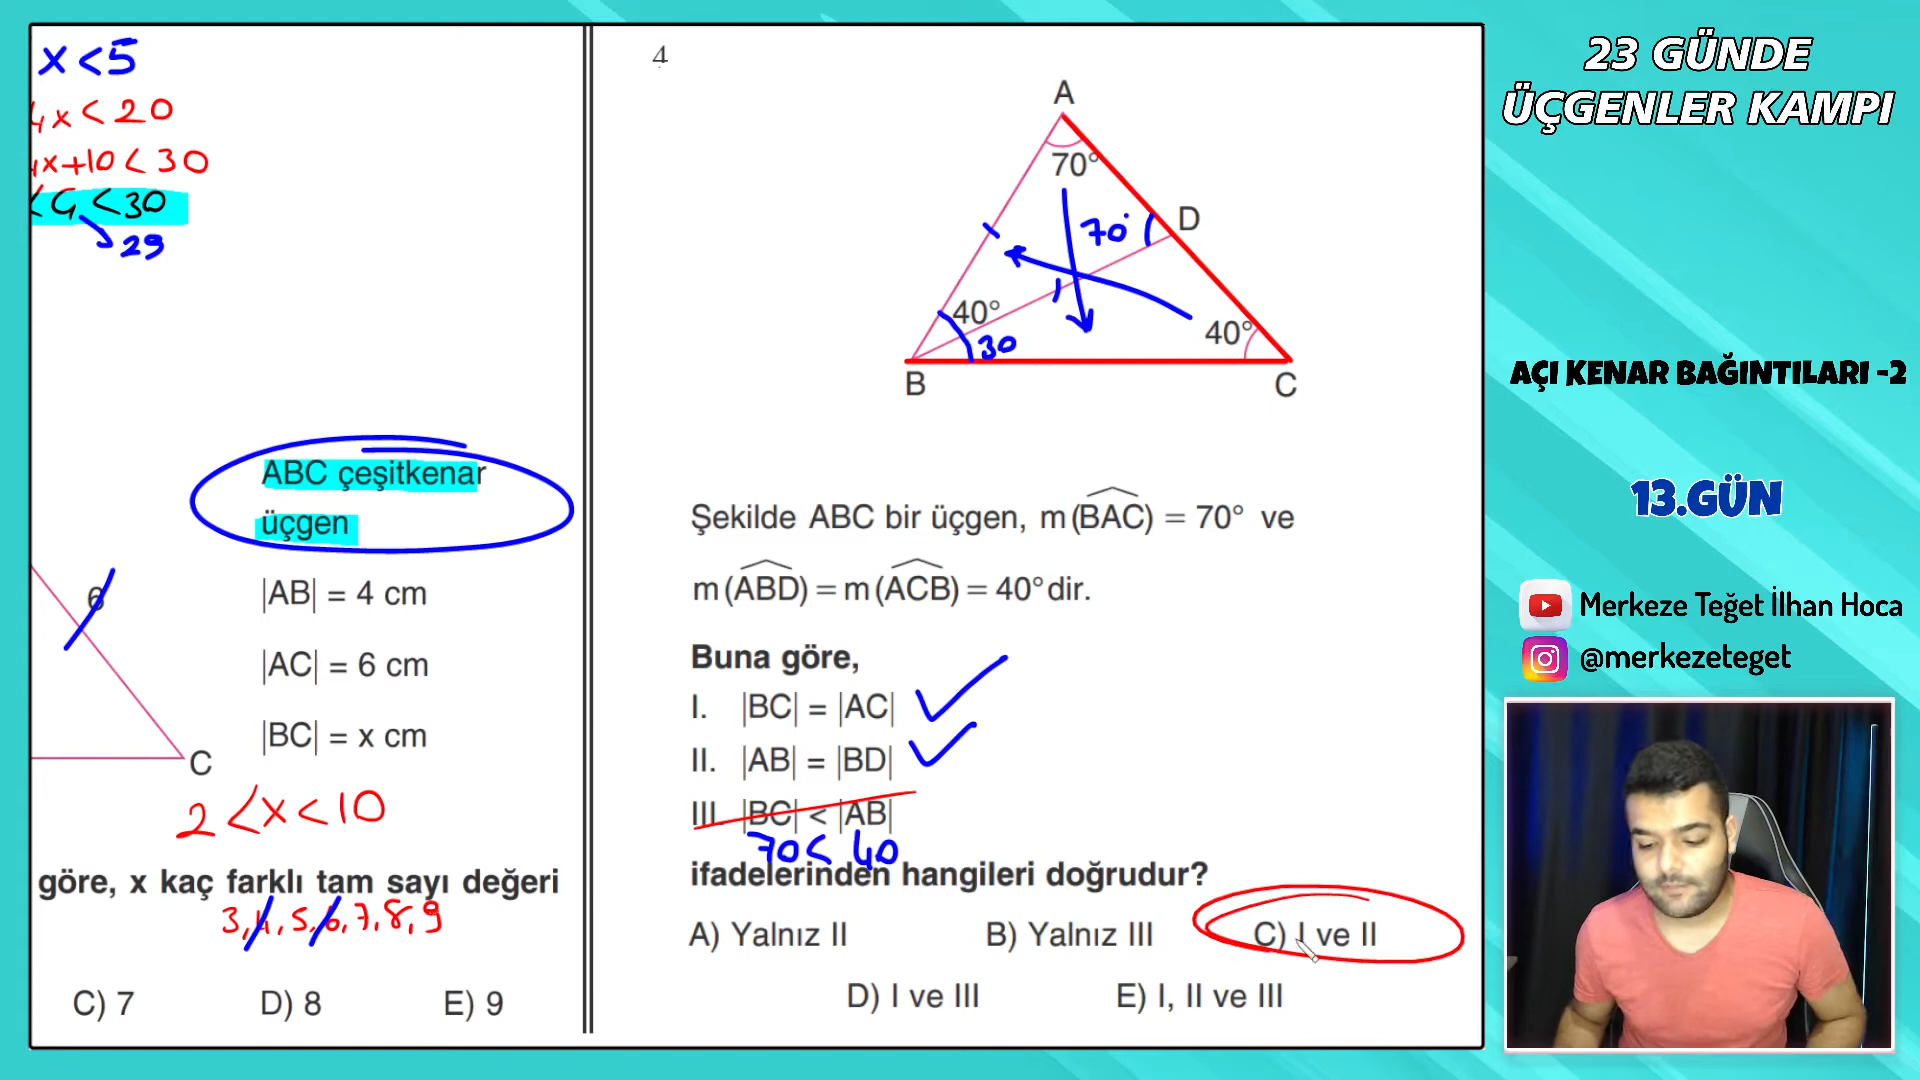 x < 5
4x < 20
4x+10 < 30
< Ç < 30
29
ABC çeşitkenar
üçgen
6
|AB| = 4 cm
|AC| = 6 cm
|BC| = x cm
C
2 < x < 10
göre, x kaç farklı tam sayı değeri
3, 4, 5, 6, 7, 8, 9
C) 7 D) 8 E) 9
4
A
70°
D
70°
40°
30
40°
B C
Şekilde ABC bir üçgen, m(BAC) = 70° ve
m(ABD) = m(ACB) = 40° dir.
Buna göre,
I. |BC| = |AC|
II. |AB| = |BD|
III. |BC| < |AB|
70 < 40
ifadelerinden hangileri doğrudur?
A) Yalnız II B) Yalnız III C) I ve II
D) I ve III E) I, II ve III
23 GÜNDE
ÜÇGENLER KAMPI
AÇI KENAR BAĞINTILARI -2
13.GÜN
Merkeze Teğet İlhan Hoca
@merkezeteget